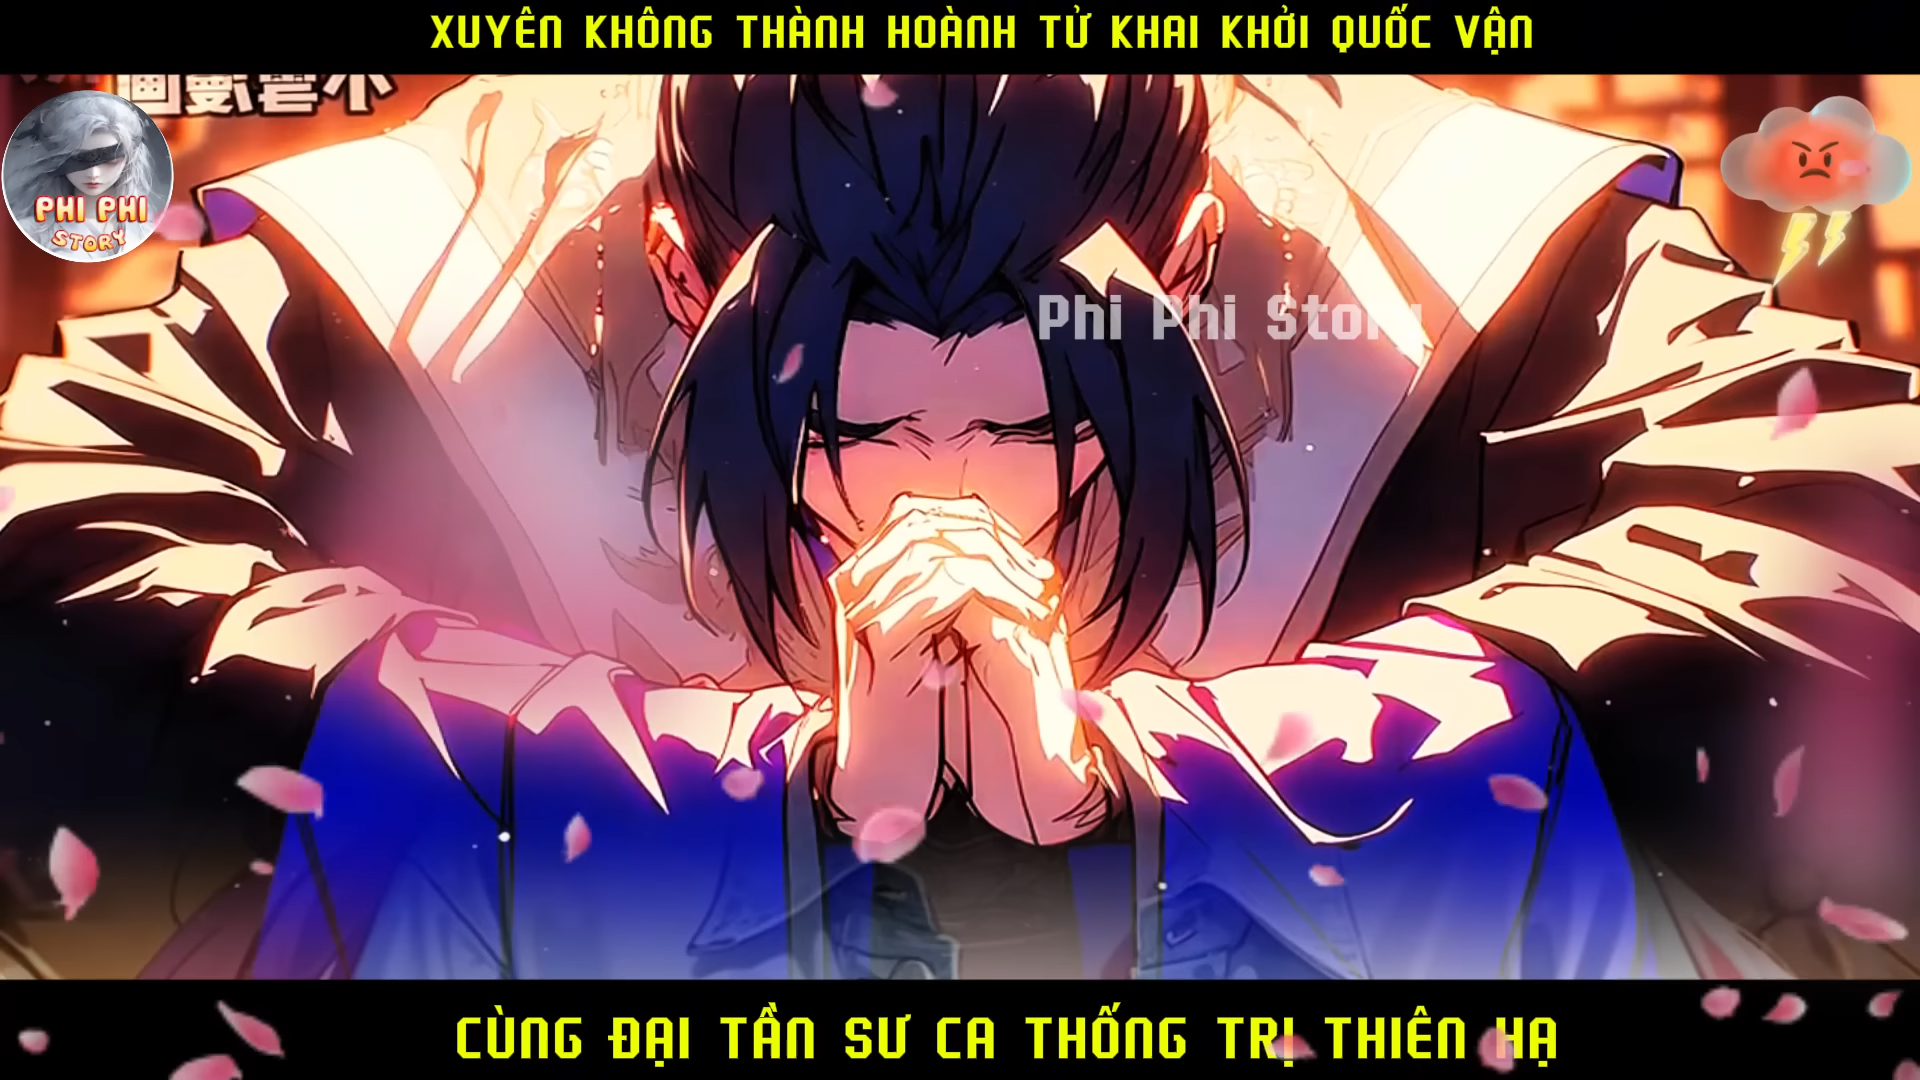 XUYÊN KHÔNG THÀNH HOÀNH TỬ KHAI KHỞI QUỐC VẬN
PHI PHI
STORY
Phi Phi Story
CÙNG ĐẠI TẦN SƯ CA THỐNG TRỊ THIÊN HẠ